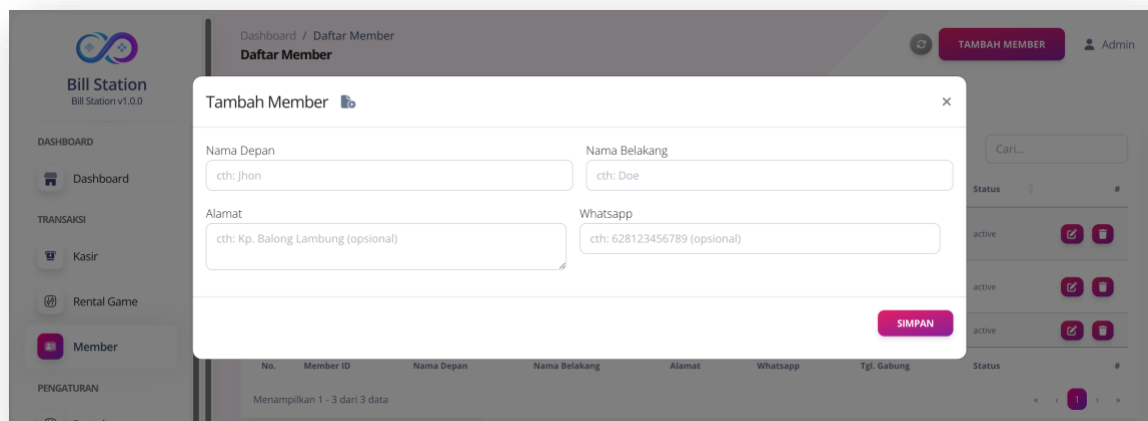 Bill Station
Bill Station v1.0.0
DASHBOARD
Dashboard
TRANSAKSI
Kasir
Rental Game
Member
PENGATURAN
Dashboard / Daftar Member
Daftar Member
TAMBAH MEMBER
Admin
Tambah Member
×
Nama Depan
cth: Jhon
Nama Belakang
cth: Doe
Alamat
cth: Kp. Balong Lambung (opsional)
Whatsapp
cth: 628123456789 (opsional)
SIMPAN
Cari...
Status #
active
active
active
No. Member ID Nama Depan Nama Belakang Alamat Whatsapp Tgl. Gabung Status #
Menampilkan 1 - 3 dari 3 data
« ‹ 1 › »